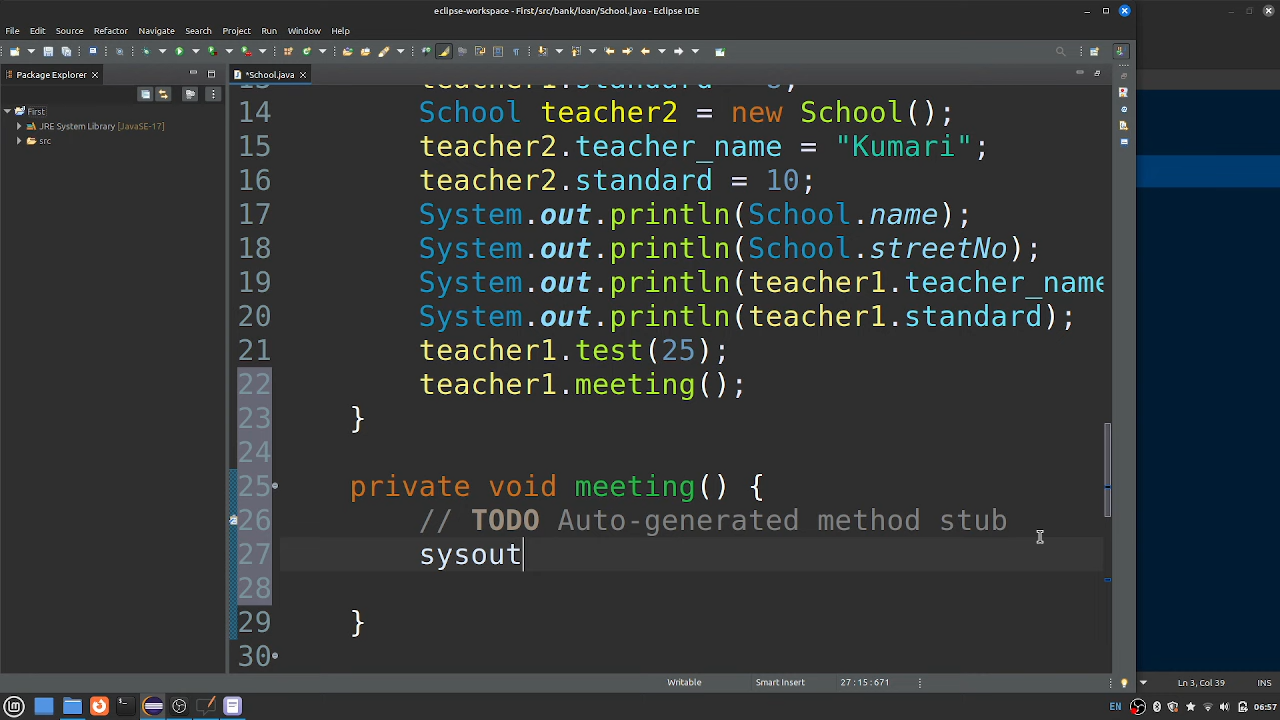 eclipse-workspace - First/src/bank/loan/School.java - Eclipse IDE
File Edit Source Refactor Navigate Search Project Run Window Help
Package Explorer
*School.java
First
JRE System Library [JavaSE-17]
src
14 School teacher2 = new School();
15 teacher2.teacher_name = "Kumari";
16 teacher2.standard = 10;
17 System.out.println(School.name);
18 System.out.println(School.streetNo);
19 System.out.println(teacher1.teacher_name
20 System.out.println(teacher1.standard);
21 teacher1.test(25);
22 teacher1.meeting();
23 }
24
25 private void meeting() {
26 // TODO Auto-generated method stub
27 sysout
28
29 }
30
Writable Smart Insert 27 : 15 : 671 Ln 3, Col 39 INS
EN 06:57